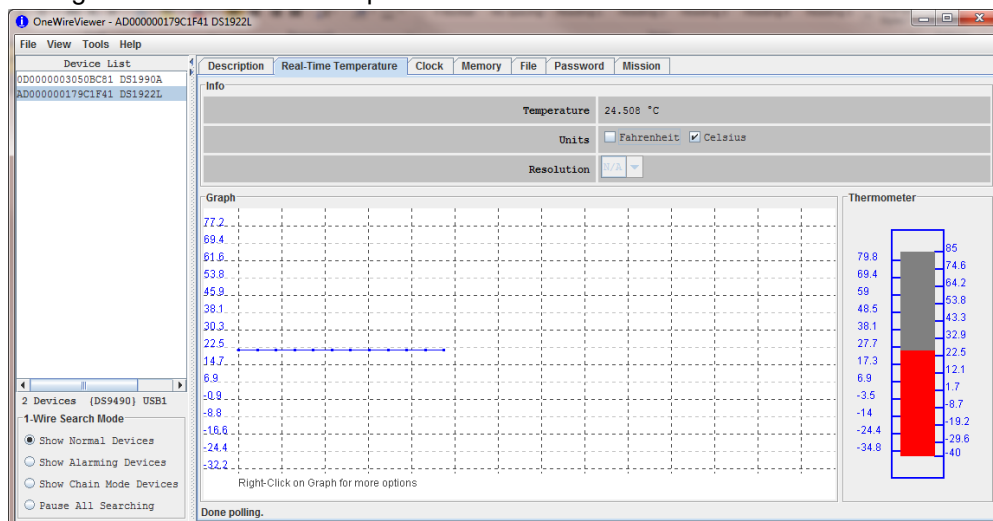 OneWireViewer - AD000000179C1F41 DS1922L
File View Tools Help
Device List
0D0000003050BC81 DS1990A
AD000000179C1F41 DS1922L
2 Devices {DS9490} USB1
1-Wire Search Mode
Show Normal Devices
Show Alarming Devices
Show Chain Mode Devices
Pause All Searching
Description Real-Time Temperature Clock Memory File Password Mission
Info
Temperature 24.508 °C
Units Fahrenheit Celsius
Resolution N/A
Graph
77.2
69.4
61.6
53.8
45.9
38.1
30.3
22.5
14.7
6.9
-0.9
-8.8
-16.6
-24.4
-32.2
Right-Click on Graph for more options
Thermometer
79.8
69.4
59
48.5
38.1
27.7
17.3
6.9
-3.5
-14
-24.4
-34.8
85
74.6
64.2
53.8
43.3
32.9
22.5
12.1
1.7
-8.7
-19.2
-29.6
-40
Done polling.